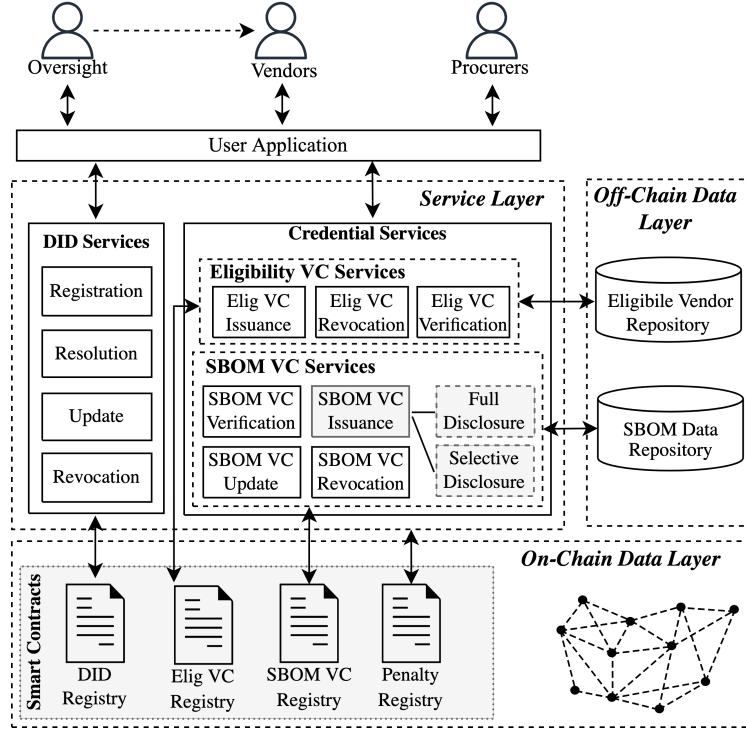 Oversight
Vendors
Procurers
User Application
Service Layer
Off-Chain Data
Layer
DID Services
Registration
Resolution
Update
Revocation
Credential Services
Eligibility VC Services
Elig VC
Issuance
Elig VC
Revocation
Elig VC
Verification
Eligibile Vendor
Repository
SBOM VC Services
SBOM VC
Verification
SBOM VC
Issuance
Full
Disclosure
SBOM VC
Update
SBOM VC
Revocation
Selective
Disclosure
SBOM Data
Repository
On-Chain Data Layer
Smart Contracts
DID
Registry
Elig VC
Registry
SBOM VC
Registry
Penalty
Registry